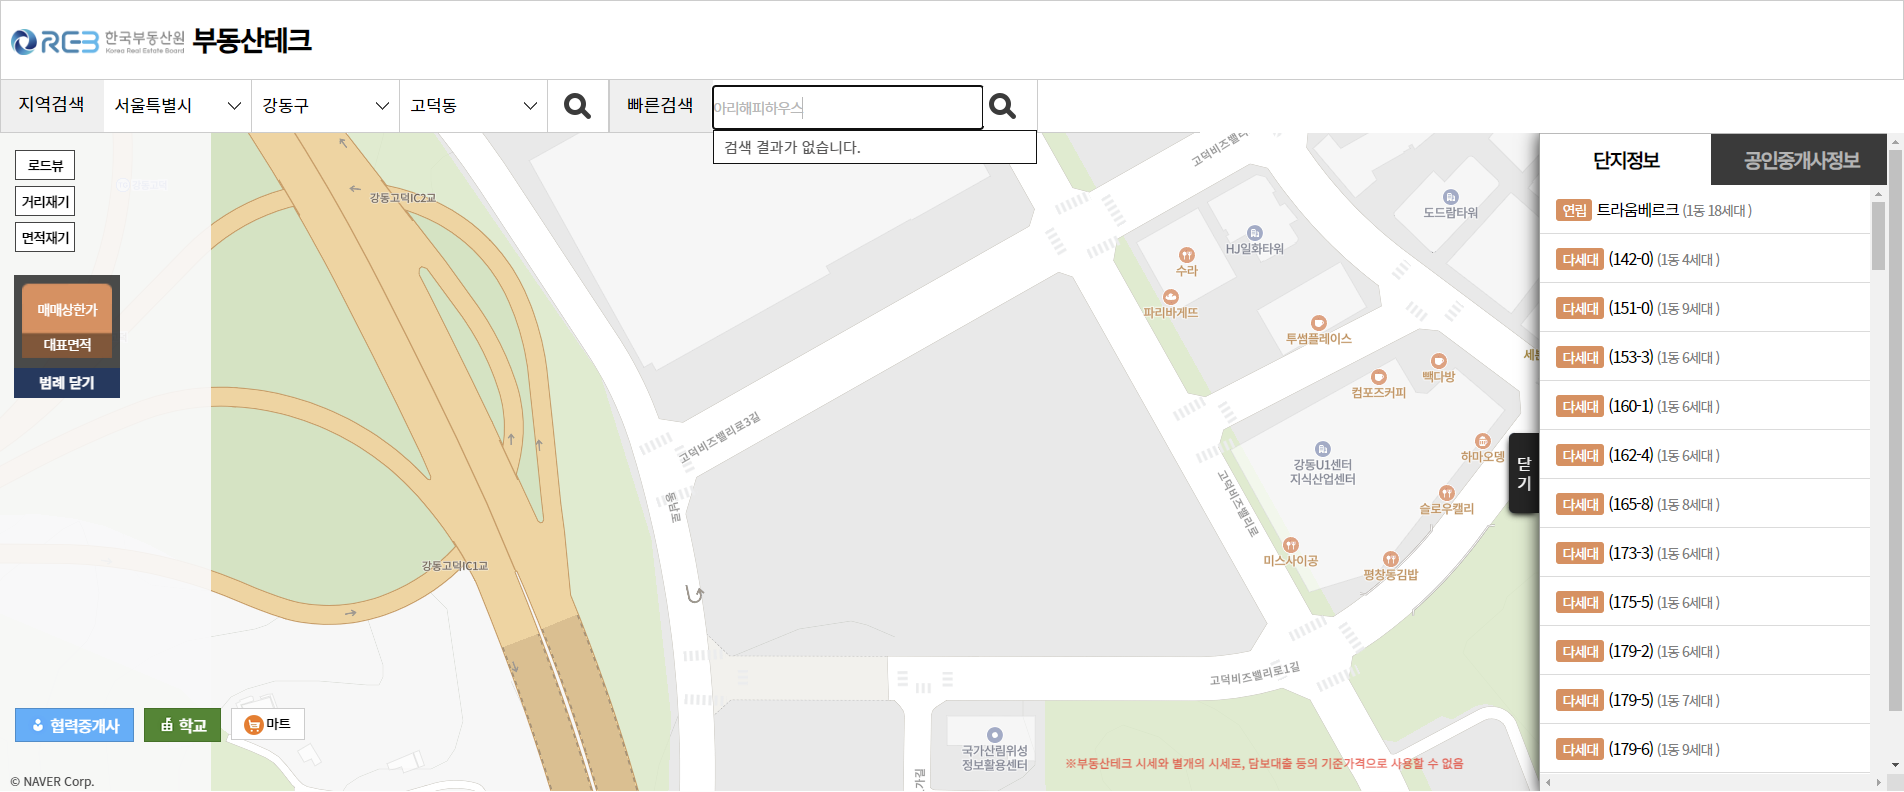 REB 한국부동산원 Korea Real Estate Board 부동산테크
지역검색 서울특별시 강동구 고덕동 빠른검색 아리해피하우스
검색 결과가 없습니다.
로드뷰
거리재기
면적재기
매매상한가
대표면적
범례 닫기
강동고덕IC2교
강동고덕IC1교
고덕비즈밸리로3길
동남로
고덕비즈밸리로
고덕비즈밸리로
고덕비즈밸리로1길
도드람타워
HJ일화타워
수라
파리바게뜨
투썸플레이스
빽다방
컴포즈커피
강동U1센터
지식산업센터
하마오뎅
슬로우캘리
미스사이공
평창동김밥
국가산림위성
정보활용센터
※부동산테크 시세와 별개의 시세로, 담보대출 등의 기준가격으로 사용할 수 없음
협력중개사 학교 마트
© NAVER Corp.
닫기
단지정보 공인중개사정보
연립 트라움베르크 (1동 18세대 )
다세대 (142-0) (1동 4세대 )
다세대 (151-0) (1동 9세대 )
다세대 (153-3) (1동 6세대 )
다세대 (160-1) (1동 6세대 )
다세대 (162-4) (1동 6세대 )
다세대 (165-8) (1동 8세대 )
다세대 (173-3) (1동 6세대 )
다세대 (175-5) (1동 6세대 )
다세대 (179-2) (1동 6세대 )
다세대 (179-5) (1동 7세대 )
다세대 (179-6) (1동 9세대 )